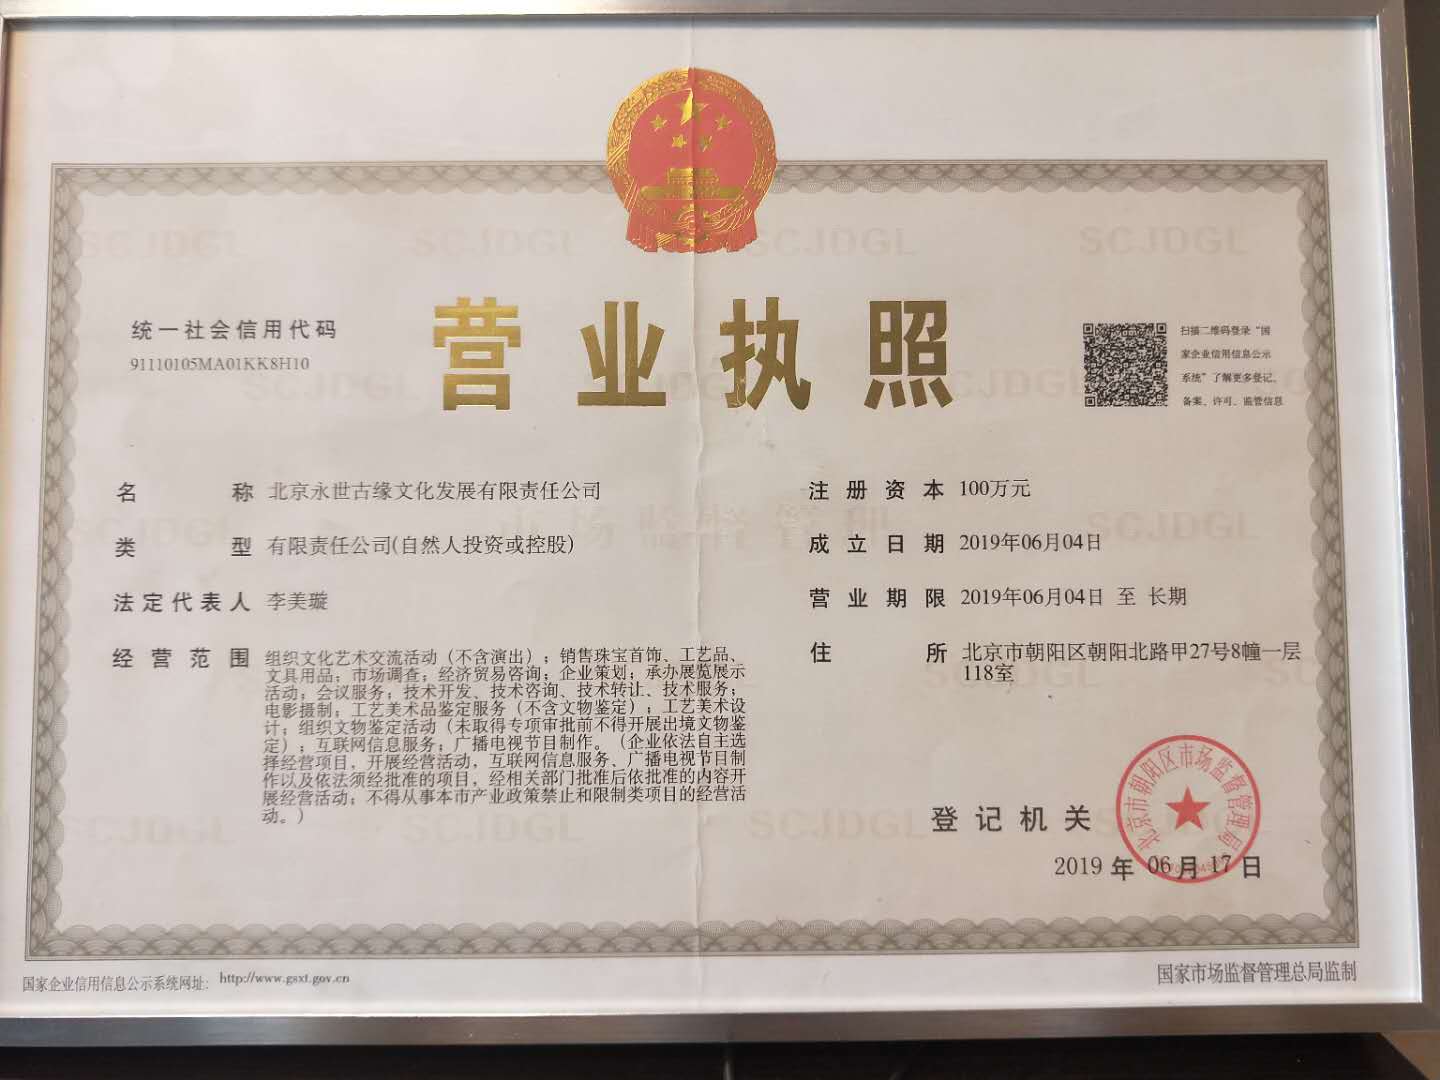 统一社会信用代码
91110105MA01KK8H10
营业执照
扫描二维码登录“国
家企业信用信息公示
系统”了解更多登记、
备案、许可、监管信息
名称 北京永世古缘文化发展有限责任公司
类型 有限责任公司(自然人投资或控股)
法定代表人 李美璇
经营范围 组织文化艺术交流活动（不含演出）；销售珠宝首饰、工艺品、
文具用品；市场调查；经济贸易咨询；企业策划；承办展览展示
活动；会议服务；技术开发、技术咨询、技术转让、技术服务；
电影摄制；工艺美术品鉴定服务（不含文物鉴定）；工艺美术设
计；组织文物鉴定活动（未取得专项审批前不得开展出境文物鉴
定）；互联网信息服务；广播电视节目制作。（企业依法自主选
择经营项目，开展经营活动，互联网信息服务、广播电视节目制
作以及依法须经批准的项目，经相关部门批准后依批准的内容开
展经营活动；不得从事本市产业政策禁止和限制类项目的经营活
动。）
注册资本 100万元
成立日期 2019年06月04日
营业期限 2019年06月04日 至 长期
住所 北京市朝阳区朝阳北路甲27号8幢一层
118室
登记机关
北京市朝阳区市场监督管理局
2019 年 06 月 17 日
国家企业信用信息公示系统网址：http://www.gsxt.gov.cn
国家市场监督管理总局监制
SCJDGL
SCJDGL
SCJDGL
SCJDGL
市场监督管理